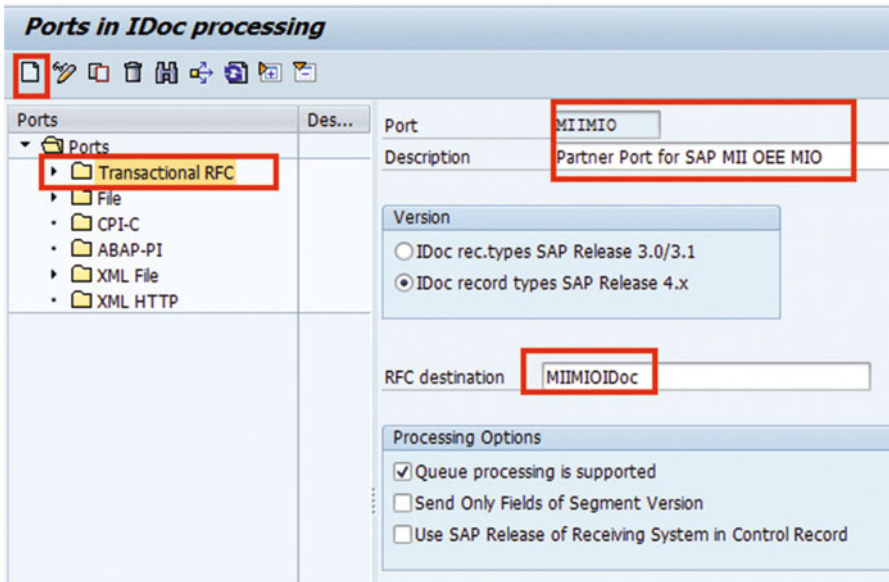 Ports in IDoc processing
Ports Des...
Ports
Transactional RFC
File
CPI-C
ABAP-PI
XML File
XML HTTP
Port MIIMIO
Description Partner Port for SAP MII OEE MIO
Version
IDoc rec.types SAP Release 3.0/3.1
IDoc record types SAP Release 4.x
RFC destination MIIMIOIDoc
Processing Options
Queue processing is supported
Send Only Fields of Segment Version
Use SAP Release of Receiving System in Control Record